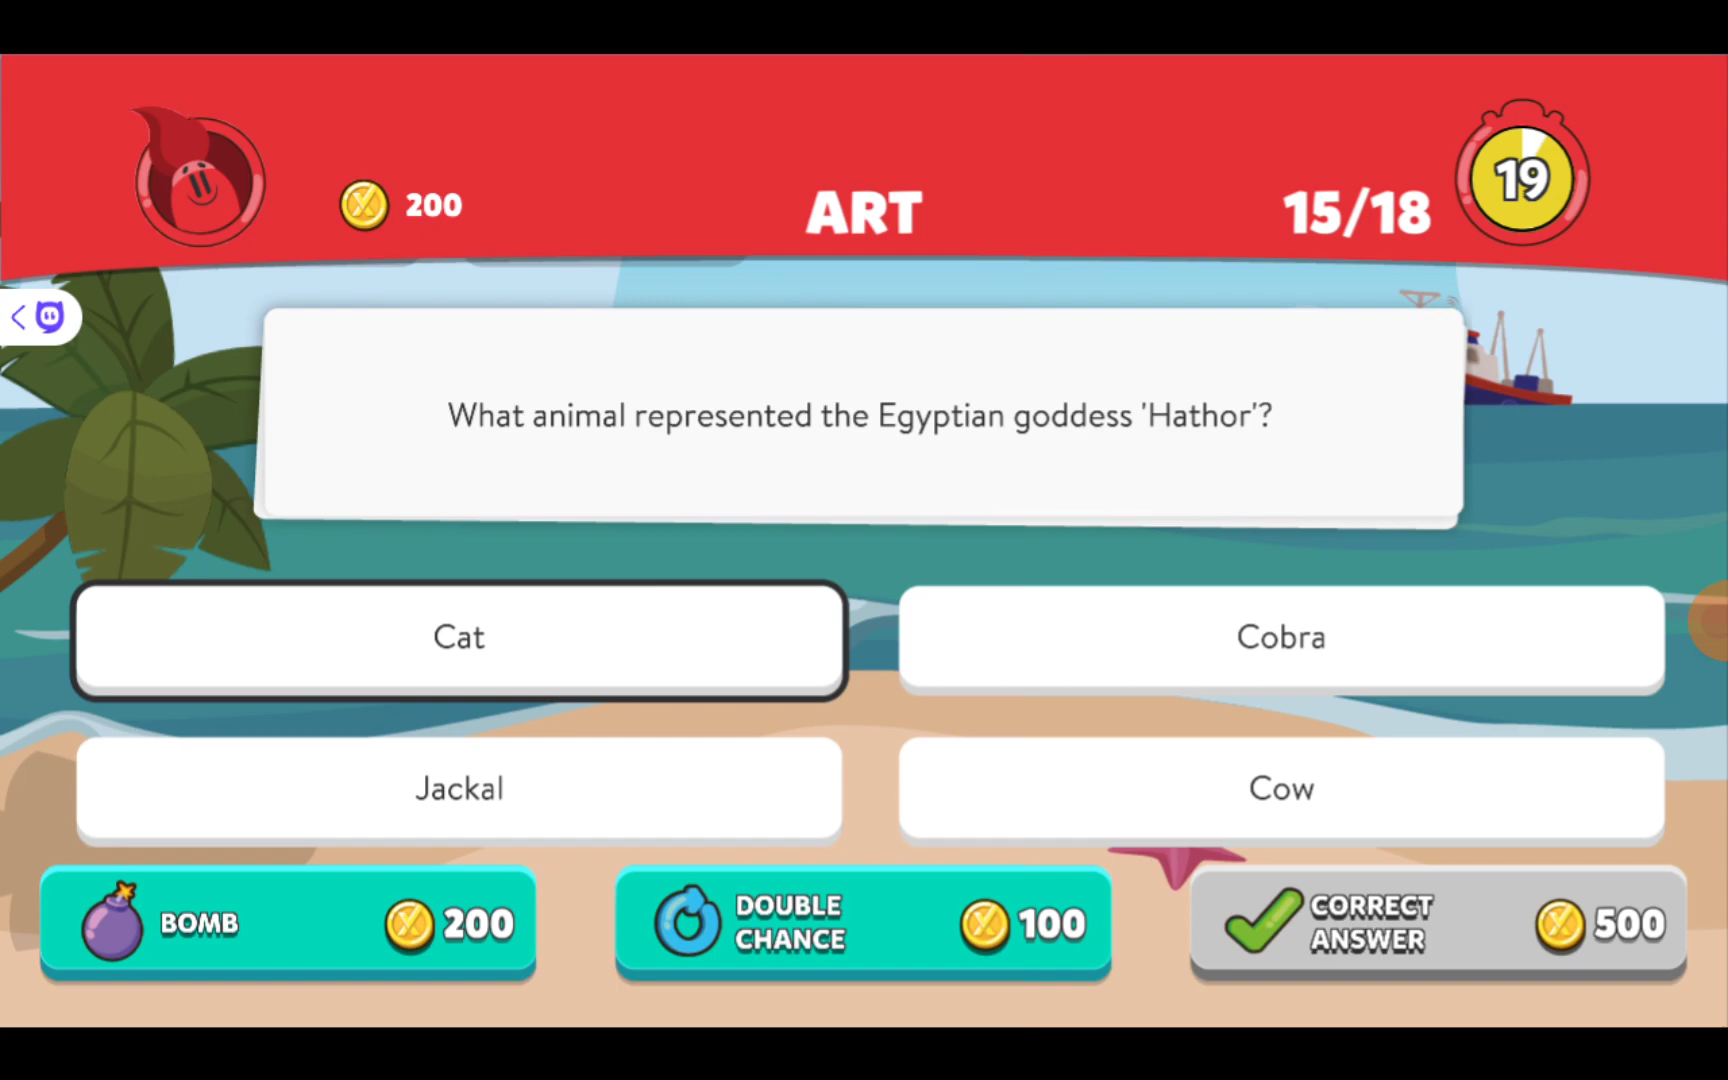 200
ART
15/18
19
What animal represented the Egyptian goddess 'Hathor'?
Cat
Cobra
Jackal
Cow
BOMB
200
DOUBLE
CHANCE
100
CORRECT
ANSWER
500